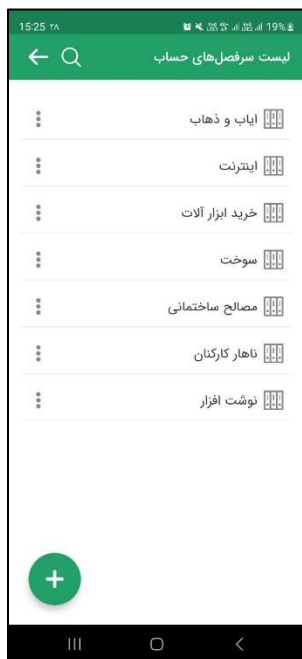 15:25 ۲۸ 19%
لیست سرفصل‌های حساب
ایاب و ذهاب
اینترنت
خرید ابزار آلات
سوخت
مصالح ساختمانی
ناهار کارکنان
نوشت افزار
+